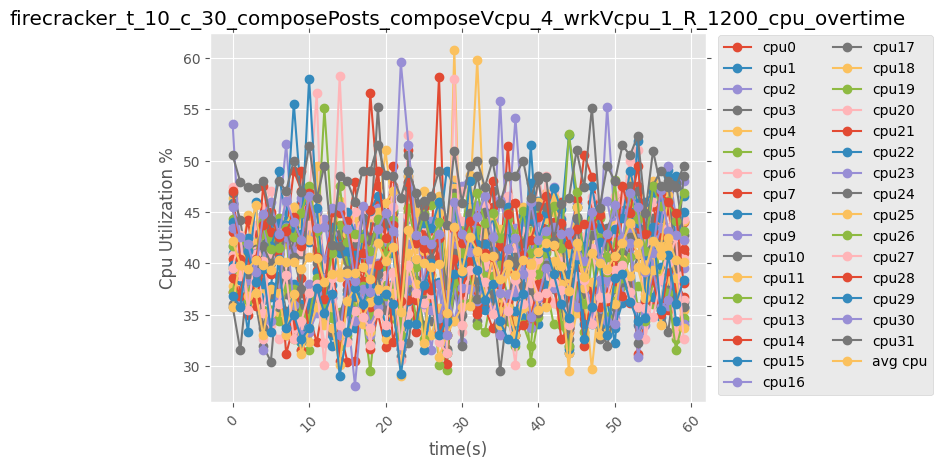 firecracker_t_10_c_30_composePosts_composeVcpu_4_wrkVcpu_1_R_1200_cpu_overtime
Cpu Utilization %
60
55
50
45
40
35
30
0
10
20
30
40
50
60
time(s)
cpu0
cpu1
cpu2
cpu3
cpu4
cpu5
cpu6
cpu7
cpu8
cpu9
cpu10
cpu11
cpu12
cpu13
cpu14
cpu15
cpu16
cpu17
cpu18
cpu19
cpu20
cpu21
cpu22
cpu23
cpu24
cpu25
cpu26
cpu27
cpu28
cpu29
cpu30
cpu31
avg cpu